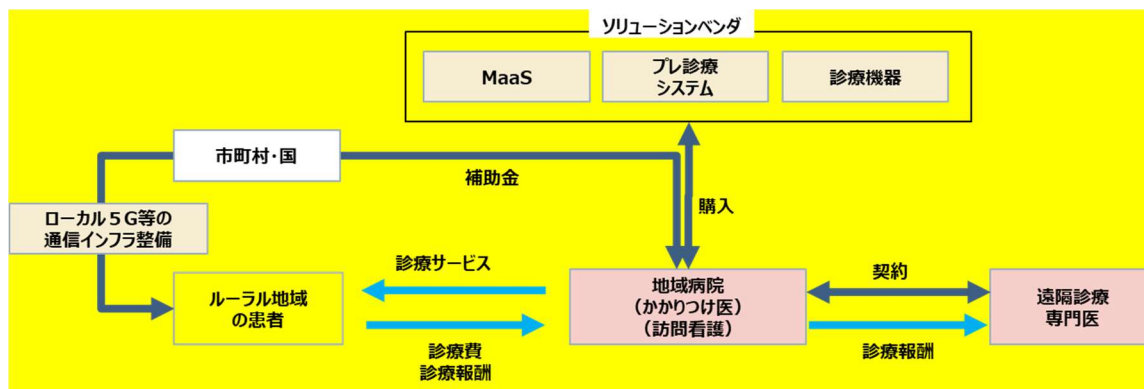 ソリューションベンダ
MaaS
プレ診療
システム
診療機器
市町村・国
補助金
購入
ローカル5G等の
通信インフラ整備
診療サービス
契約
ルーラル地域
の患者
地域病院
（かかりつけ医）
（訪問看護）
遠隔診療
専門医
診療費
診療報酬
診療報酬